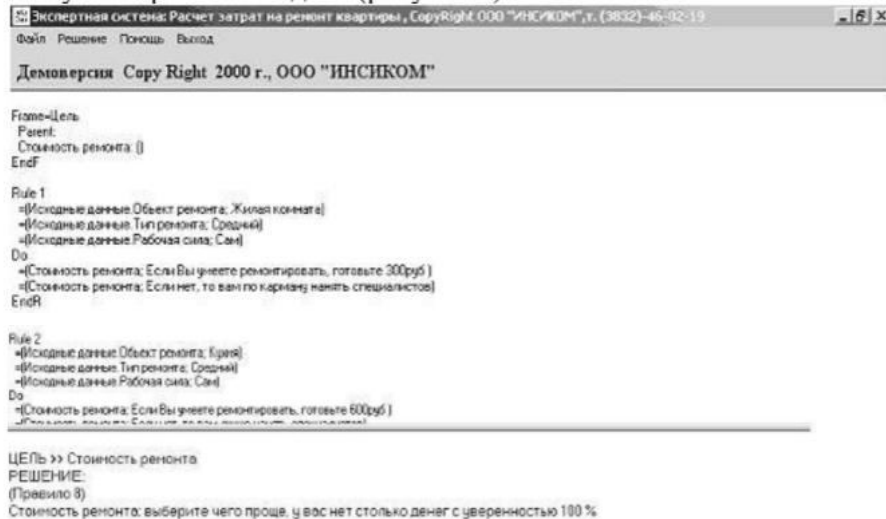 Экспертная система: Расчет затрат на ремонт квартиры, CopyRight ООО "ИНСИКОМ", т. (3832)-46-02-19
Файл Решение Помощь Выход
Демоверсия Copy Right 2000 г., ООО "ИНСИКОМ"
Frame=Цель
Parent:
Стоимость ремонта: ()
EndF
Rule 1
=(Исходные данные.Объект ремонта; Жилая комната)
=(Исходные данные.Тип ремонта; Средний)
=(Исходные данные.Рабочая сила; Сам)
Do
=(Стоимость ремонта; Если Вы умеете ремонтировать, готовьте 300руб )
=(Стоимость ремонта; Если нет, то вам по карману нанять специалистов)
EndR
Rule 2
=(Исходные данные.Объект ремонта; Кухня)
=(Исходные данные.Тип ремонта; Средний)
=(Исходные данные.Рабочая сила; Сам)
Do
=(Стоимость ремонта; Если Вы умеете ремонтировать, готовьте 600руб )
ЦЕЛЬ >> Стоимость ремонта
РЕШЕНИЕ:
(Правило 8)
Стоимость ремонта: выберите чего проще, у вас нет столько денег с уверенностью 100 %